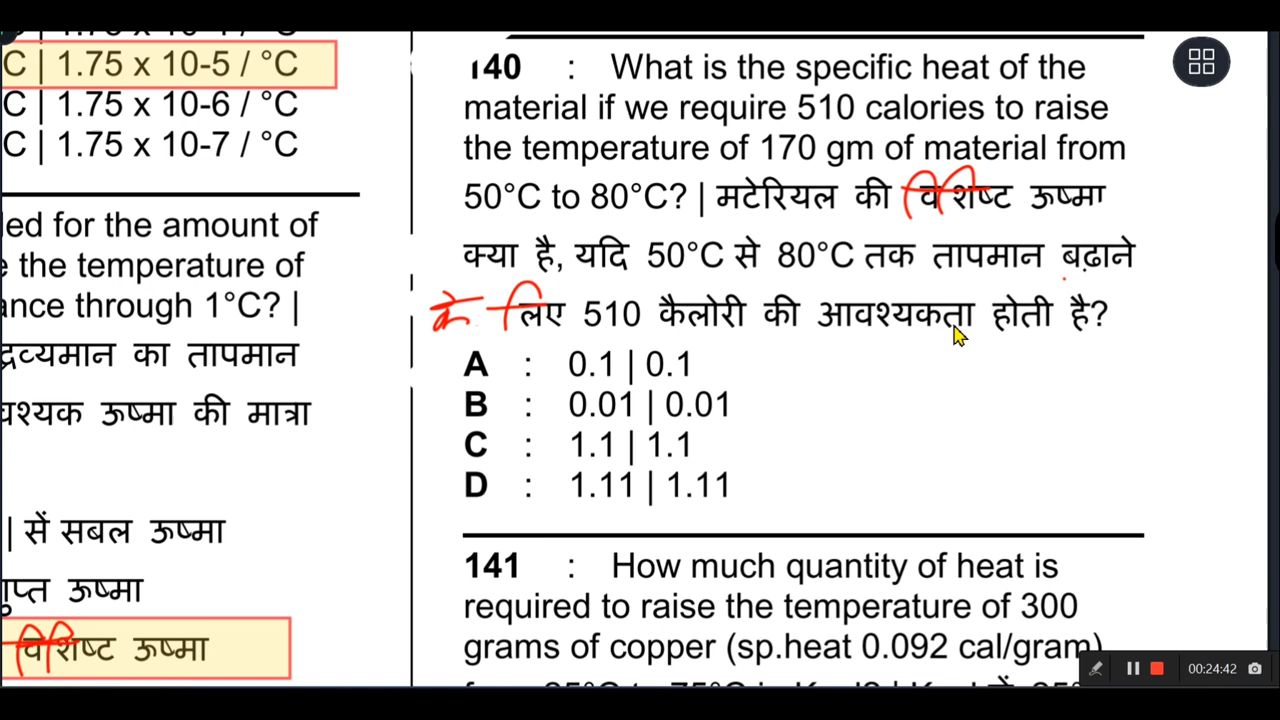 C | 1.75 x 10-5 / °C
C | 1.75 x 10-6 / °C
C | 1.75 x 10-7 / °C
for the amount of
the temperature of
through 1°C? |
द्रव्यमान का तापमान
ऊष्मा की मात्रा
| सें सबल ऊष्मा
ऊष्मा
विशिष्ट ऊष्मा
140 : What is the specific heat of the
material if we require 510 calories to raise
the temperature of 170 gm of material from
50°C to 80°C? | मटेरियल की विशिष्ट ऊष्मा
क्या है, यदि 50°C से 80°C तक तापमान बढ़ाने
के लिए 510 कैलोरी की आवश्यकता होती है?
A : 0.1 | 0.1
B : 0.01 | 0.01
C : 1.1 | 1.1
D : 1.11 | 1.11
141 : How much quantity of heat is
required to raise the temperature of 300
grams of copper (sp.heat 0.092 cal/gram)
00:24:42